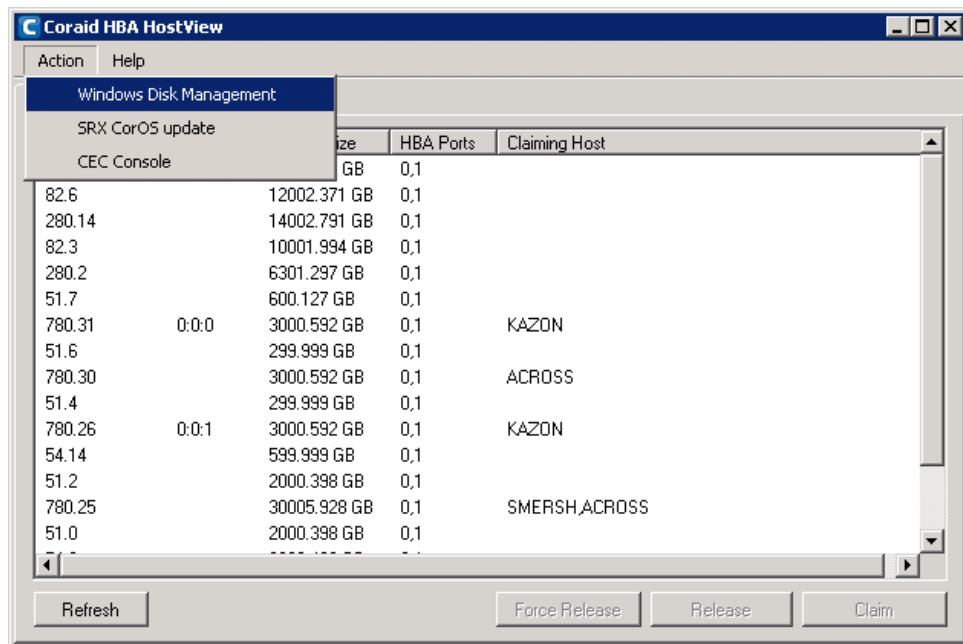 Coraid HBA HostView
Action Help
Windows Disk Management
SRX CorOS update
CEC Console
ize HBA Ports Claiming Host
GB 0,1
82.6 12002.371 GB 0,1
280.14 14002.791 GB 0,1
82.3 10001.994 GB 0,1
280.2 6301.297 GB 0,1
51.7 600.127 GB 0,1
780.31 0:0:0 3000.592 GB 0,1 KAZON
51.6 299.999 GB 0,1
780.30 3000.592 GB 0,1 ACROSS
51.4 299.999 GB 0,1
780.26 0:0:1 3000.592 GB 0,1 KAZON
54.14 599.999 GB 0,1
51.2 2000.398 GB 0,1
780.25 30005.928 GB 0,1 SMERSH,ACROSS
51.0 2000.398 GB 0,1
Refresh Force Release Release Claim